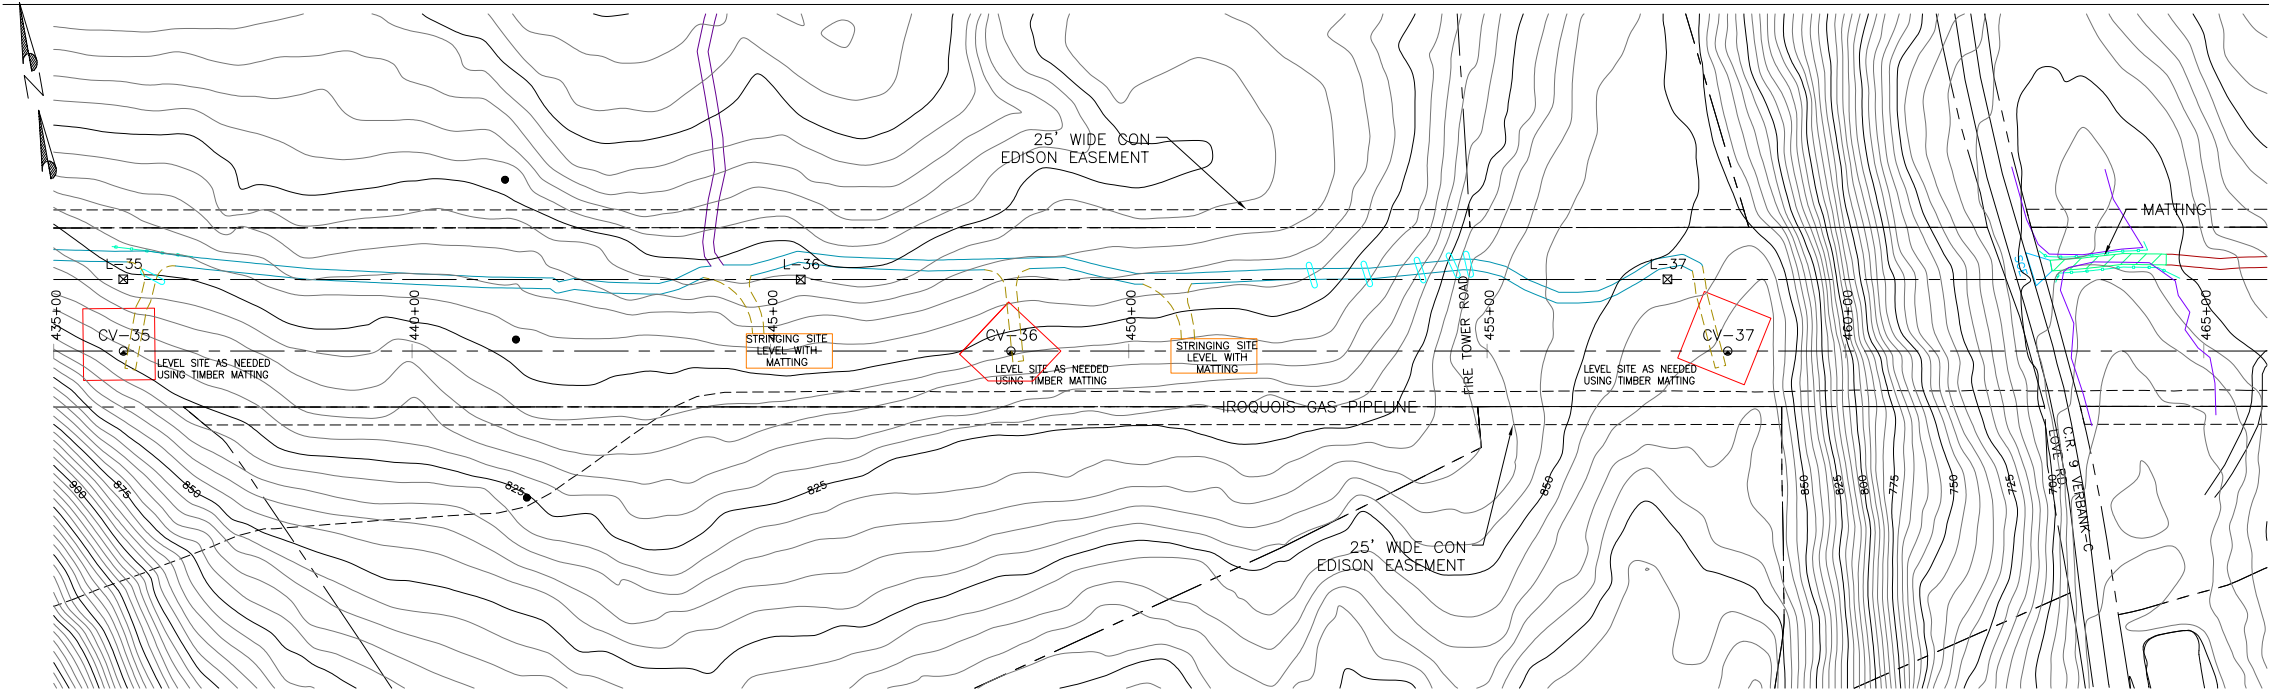 N
25' WIDE CON
EDISON EASEMENT
MATTING
L-35
L-36
L-37
435+00
440+00
445+00
450+00
455+00
460+00
465+00
CV-35
CV-36
CV-37
STRINGING SITE
LEVEL WITH
MATTING
STRINGING SITE
LEVEL WITH
MATTING
LEVEL SITE AS NEEDED
USING TIMBER MATTING
LEVEL SITE AS NEEDED
USING TIMBER MATTING
LEVEL SITE AS NEEDED
USING TIMBER MATTING
FIRE TOWER ROAD
IROQUOIS GAS PIPELINE
900
875
850
825
825
850
850
825
800
775
750
725
700
LOVE RD.
C.R. 9 VERBANK-C
25' WIDE CON
EDISON EASEMENT